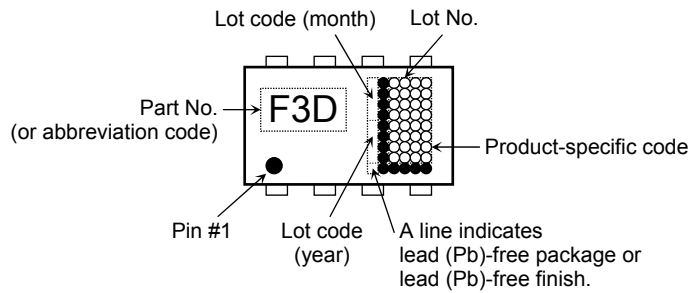 Lot code (month)
Lot No.
Part No.
(or abbreviation code)
F3D
Product-specific code
Pin #1
Lot code
(year)
A line indicates
lead (Pb)-free package or
lead (Pb)-free finish.